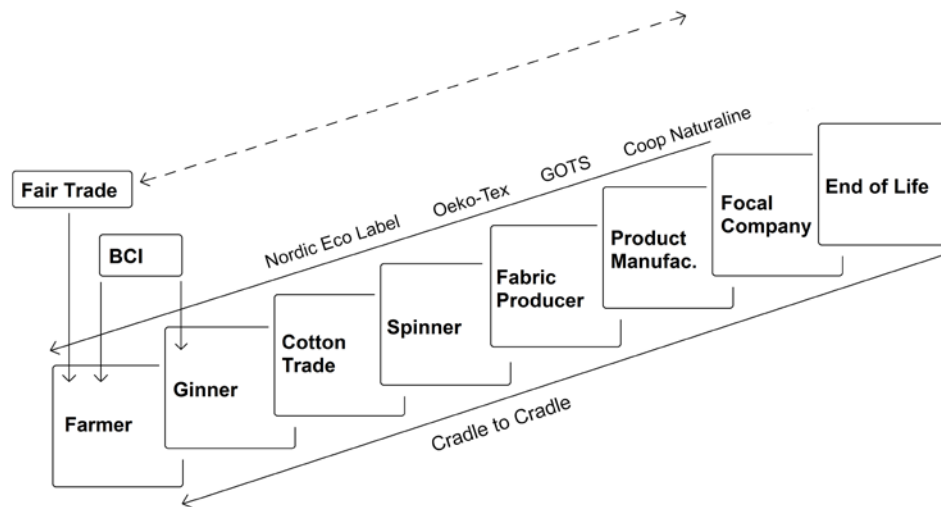 Coop Naturaline
GOTS
Oeko-Tex
Nordic Eco Label
Fair Trade
BCI
End of Life
Focal
Company
Product
Manufac.
Fabric
Producer
Spinner
Cotton
Trade
Ginner
Farmer
Cradle to Cradle